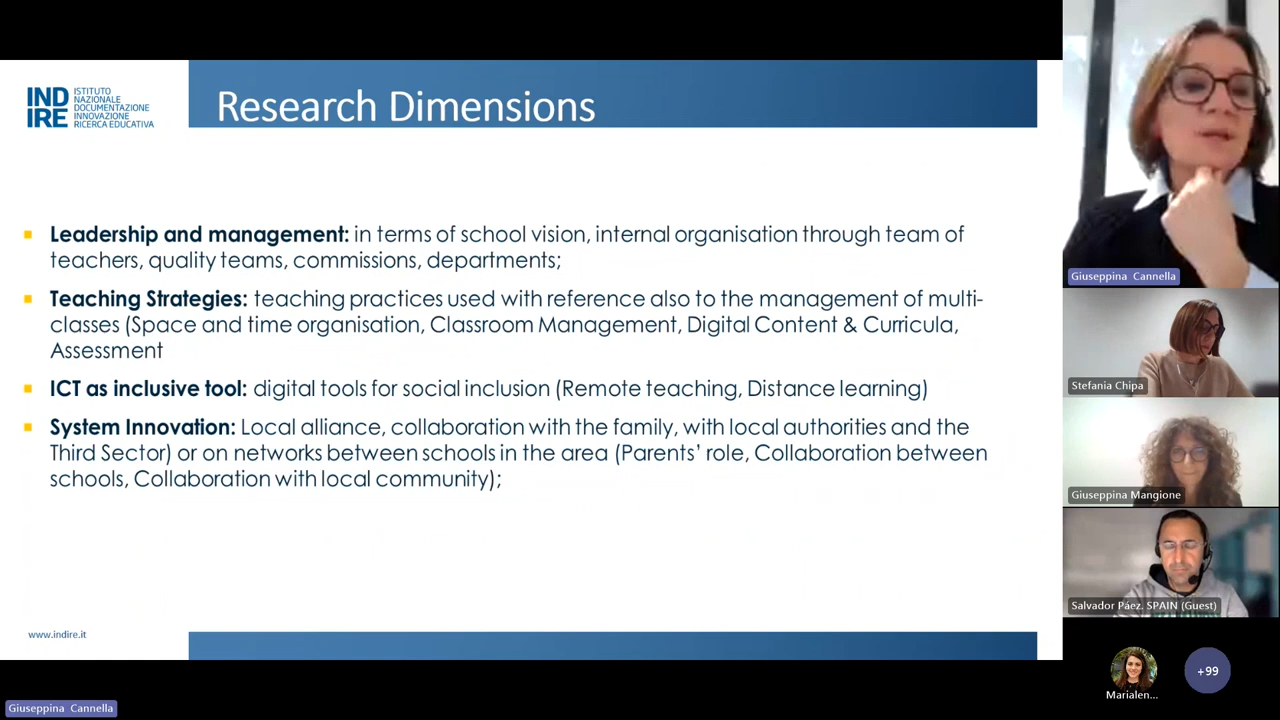 IND
IRE
ISTITUTO
NAZIONALE
DOCUMENTAZIONE
INNOVAZIONE
RICERCA EDUCATIVA
Research Dimensions
Leadership and management: in terms of school vision, internal organisation through team of
teachers, quality teams, commissions, departments;
Teaching Strategies: teaching practices used with reference also to the management of multi-
classes (Space and time organisation, Classroom Management, Digital Content & Curricula,
Assessment
ICT as inclusive tool: digital tools for social inclusion (Remote teaching, Distance learning)
System Innovation: Local alliance, collaboration with the family, with local authorities and the
Third Sector) or on networks between schools in the area (Parents’ role, Collaboration between
schools, Collaboration with local community);
www.indire.it
Giuseppina Cannella
Stefania Chipa
Giuseppina Mangione
Salvador Páez. SPAIN (Guest)
Marialen...
+99
Giuseppina Cannella